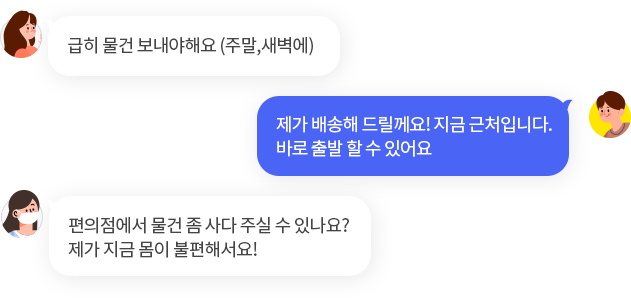 급히 물건 보내야해요 (주말,새벽에)
제가 배송해 드릴께요! 지금 근처입니다.
바로 출발 할 수 있어요
편의점에서 물건 좀 사다 주실 수 있나요?
제가 지금 몸이 불편해서요!